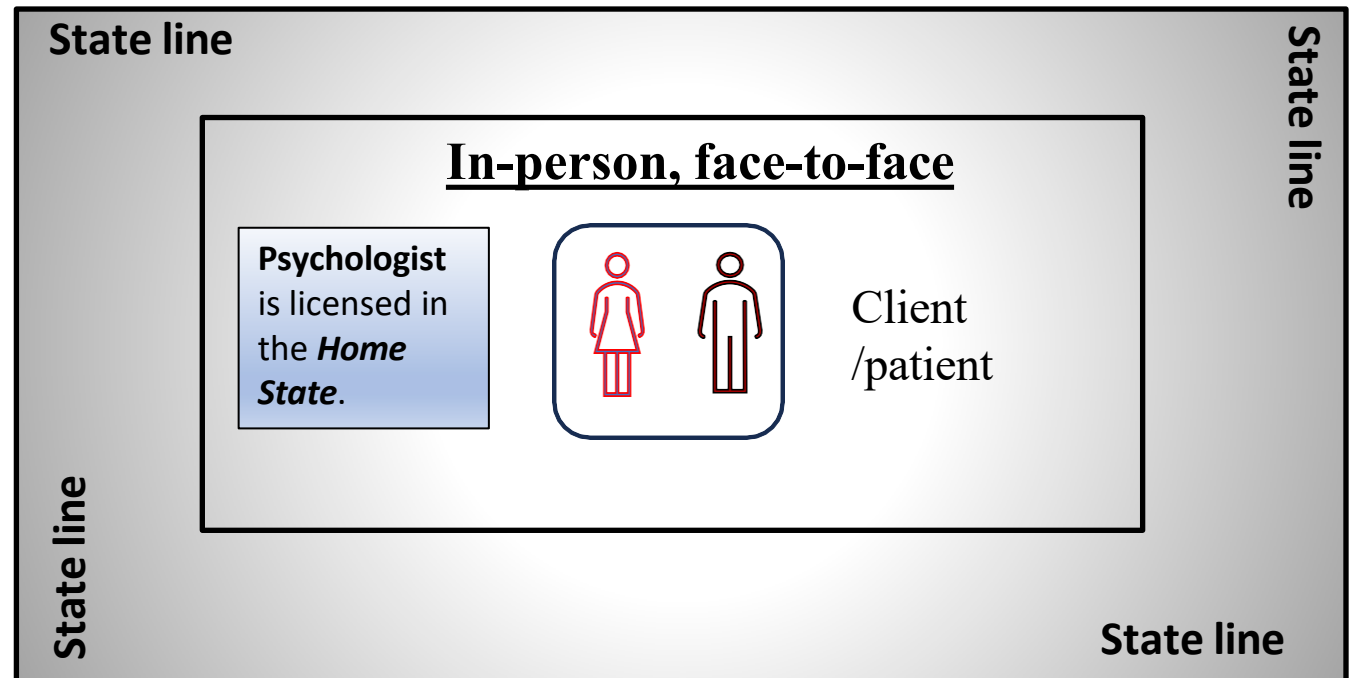 State line
State line
In-person, face-to-face
Psychologist
is licensed in
the Home
State.
Client
/patient
State line
State line